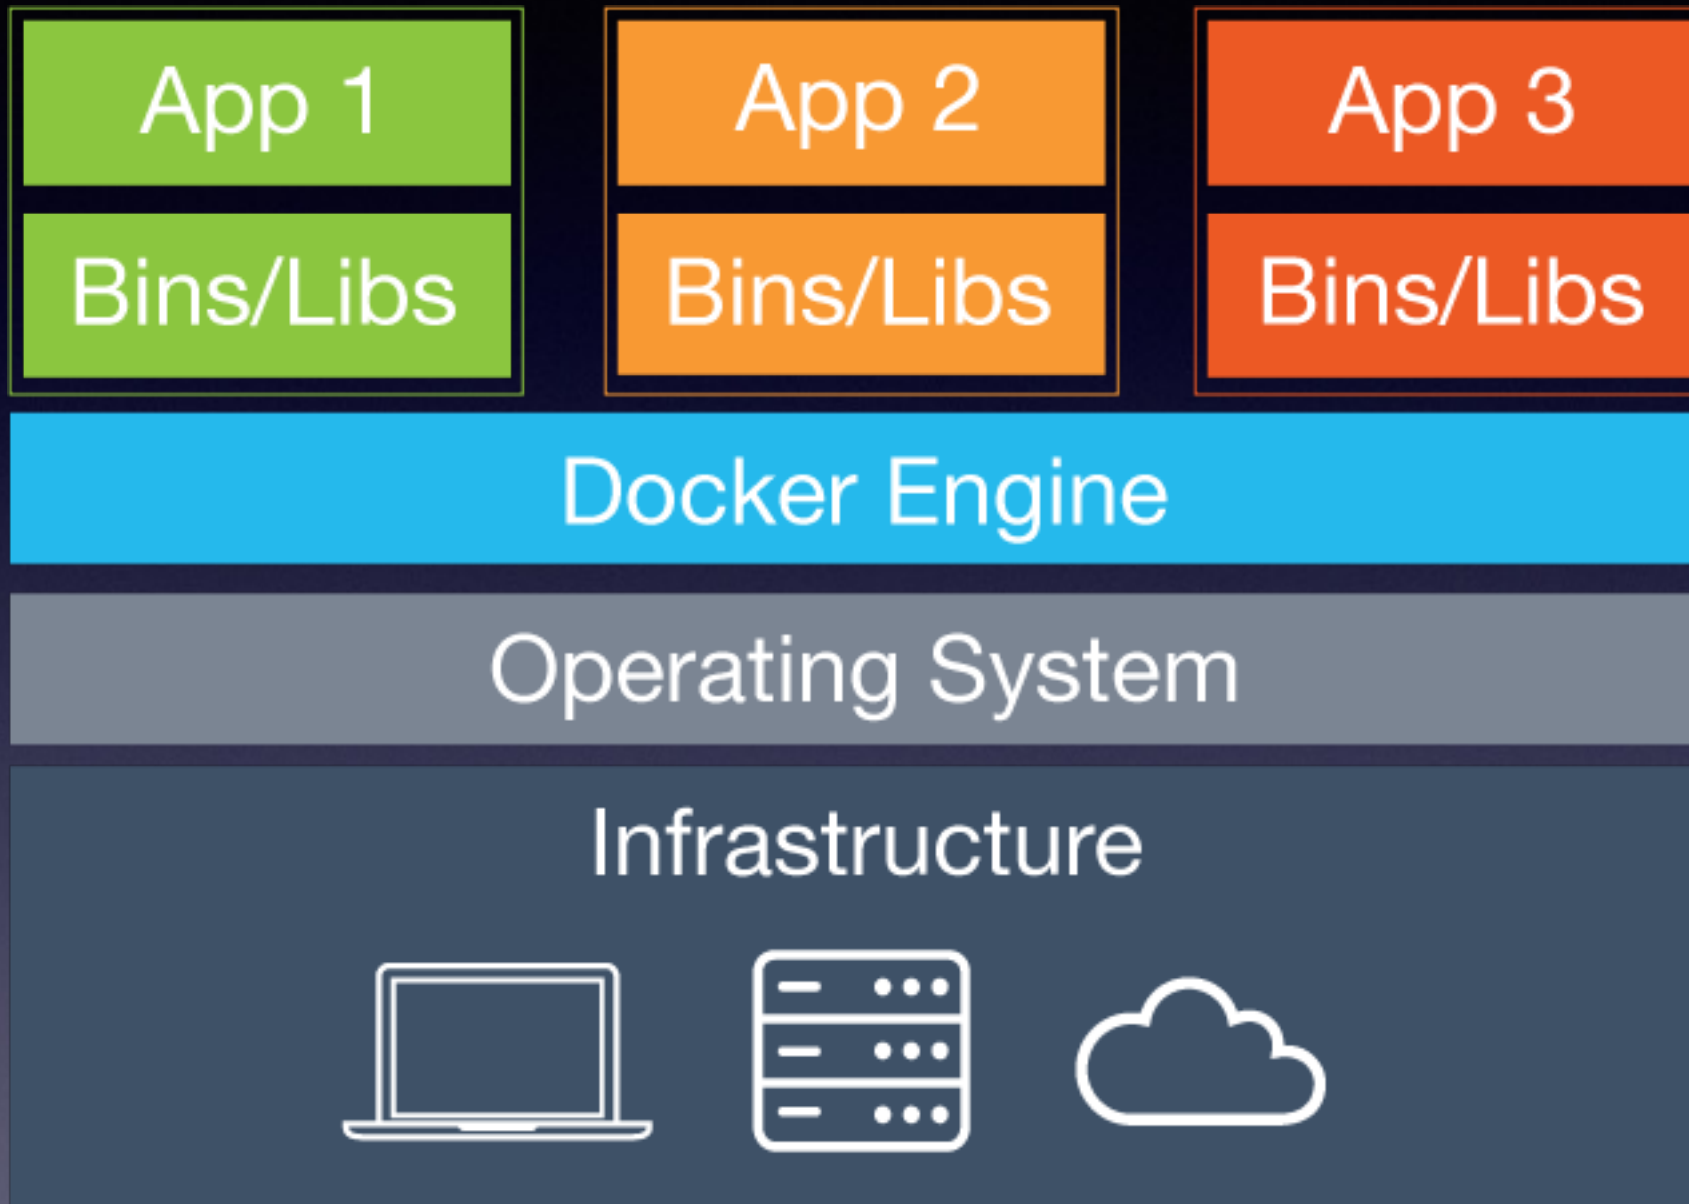 App 1
App 2
App 3
Bins/Libs
Bins/Libs
Bins/Libs
Docker Engine
Operating System
Infrastructure